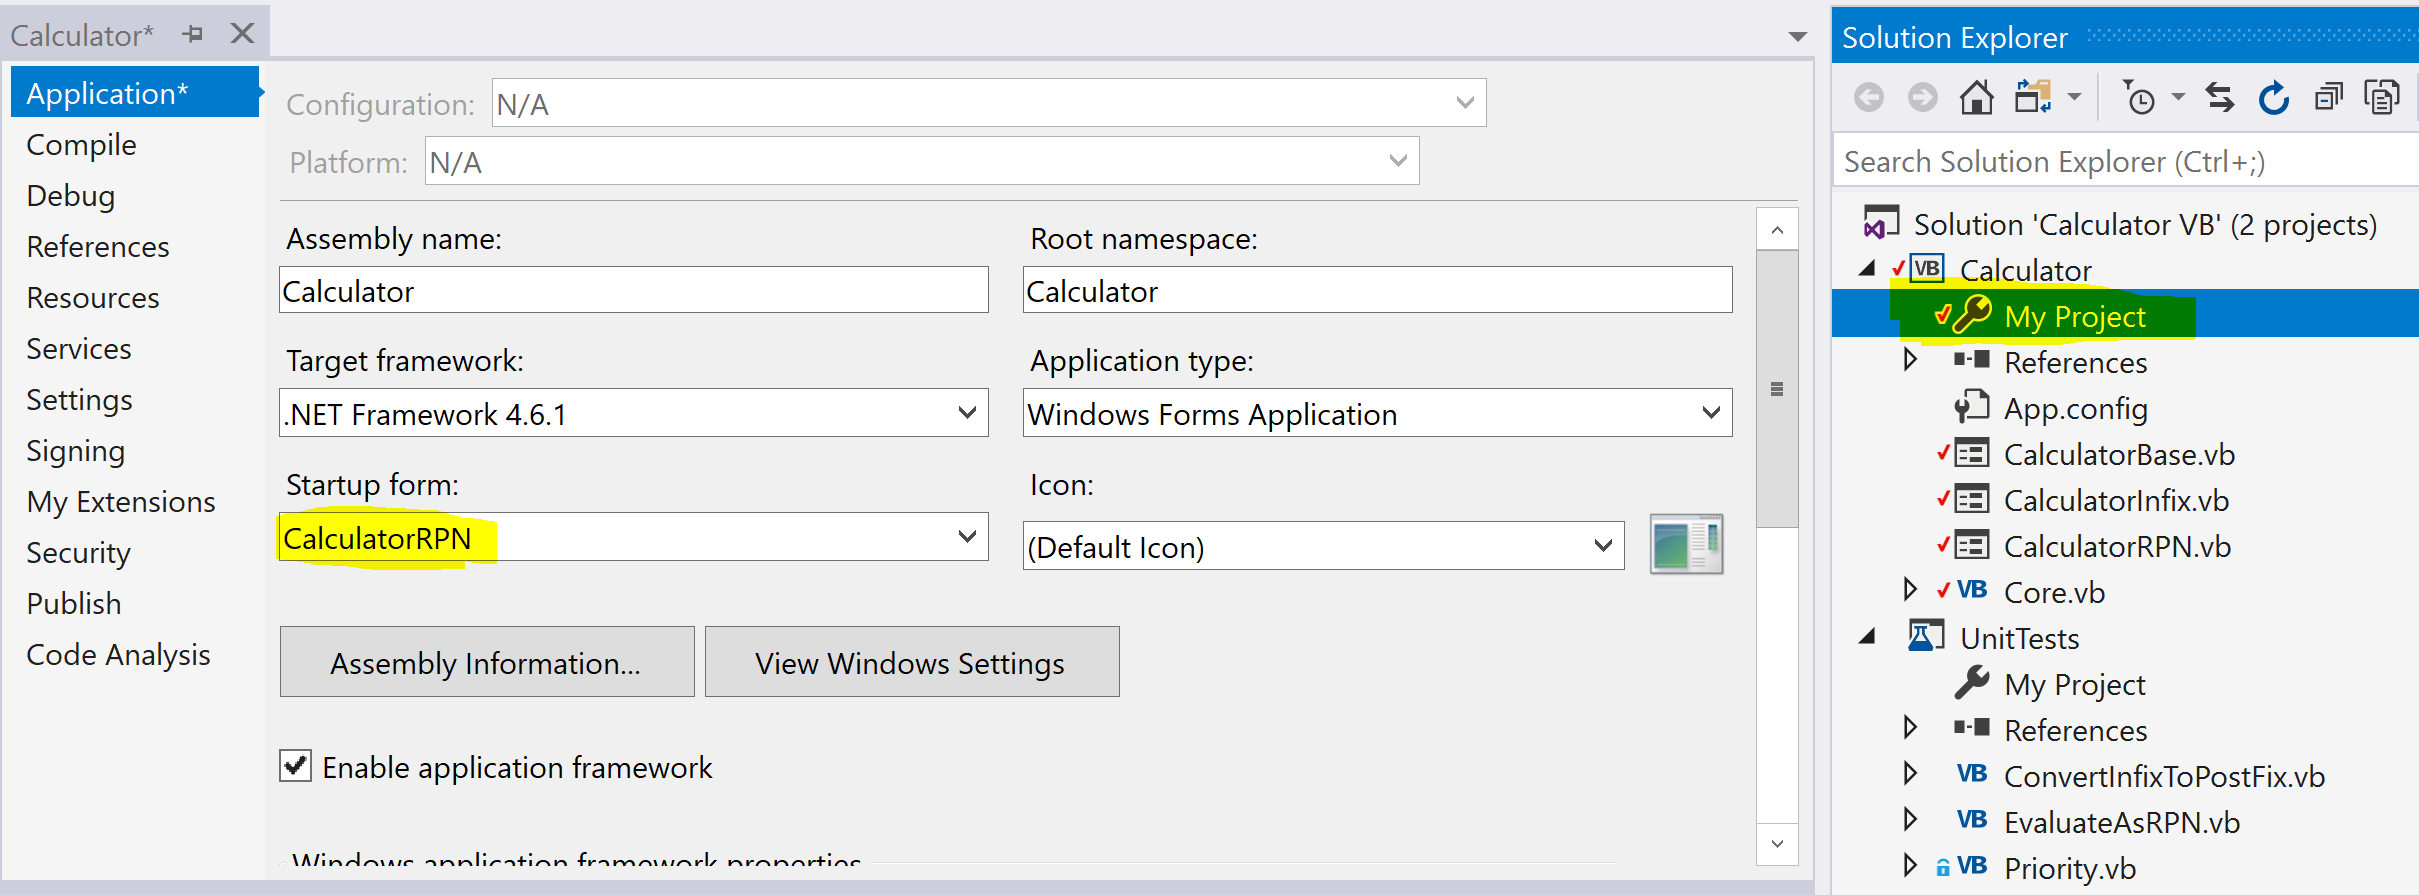 Calculator*
Application*
Compile
Debug
References
Resources
Services
Settings
Signing
My Extensions
Security
Publish
Code Analysis
Configuration: N/A
Platform: N/A
Assembly name:
Calculator
Root namespace:
Calculator
Target framework:
.NET Framework 4.6.1
Application type:
Windows Forms Application
Startup form:
CalculatorRPN
Icon:
(Default Icon)
Assembly Information...
View Windows Settings
Enable application framework
Windows application framework properties
Solution Explorer
Search Solution Explorer (Ctrl+;)
Solution 'Calculator VB' (2 projects)
VB Calculator
My Project
References
App.config
CalculatorBase.vb
CalculatorInfix.vb
CalculatorRPN.vb
VB Core.vb
UnitTests
My Project
References
VB ConvertInfixToPostFix.vb
VB EvaluateAsRPN.vb
VB Priority.vb